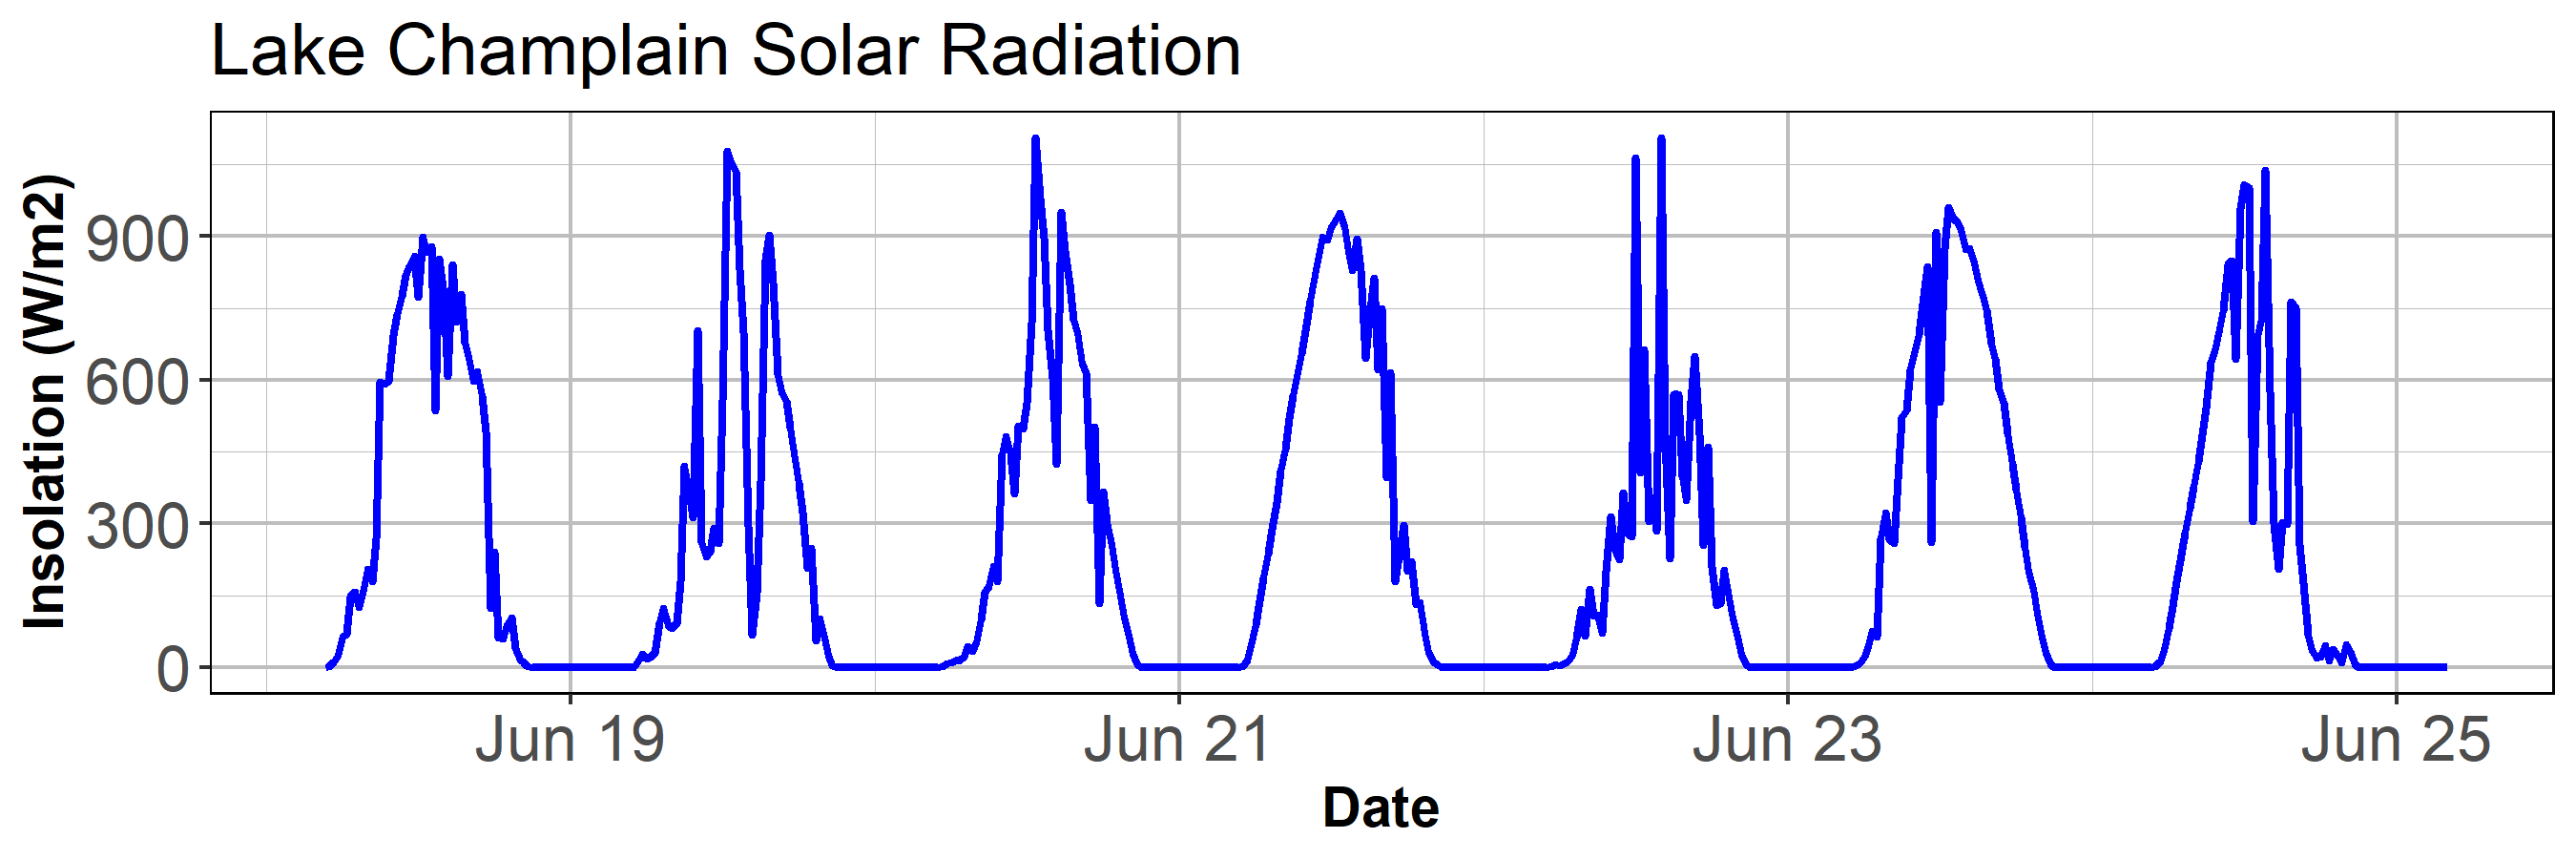 Lake Champlain Solar Radiation
Insolation (W/m2)
900
600
300
0
Jun 19 Jun 21 Jun 23 Jun 25
Date